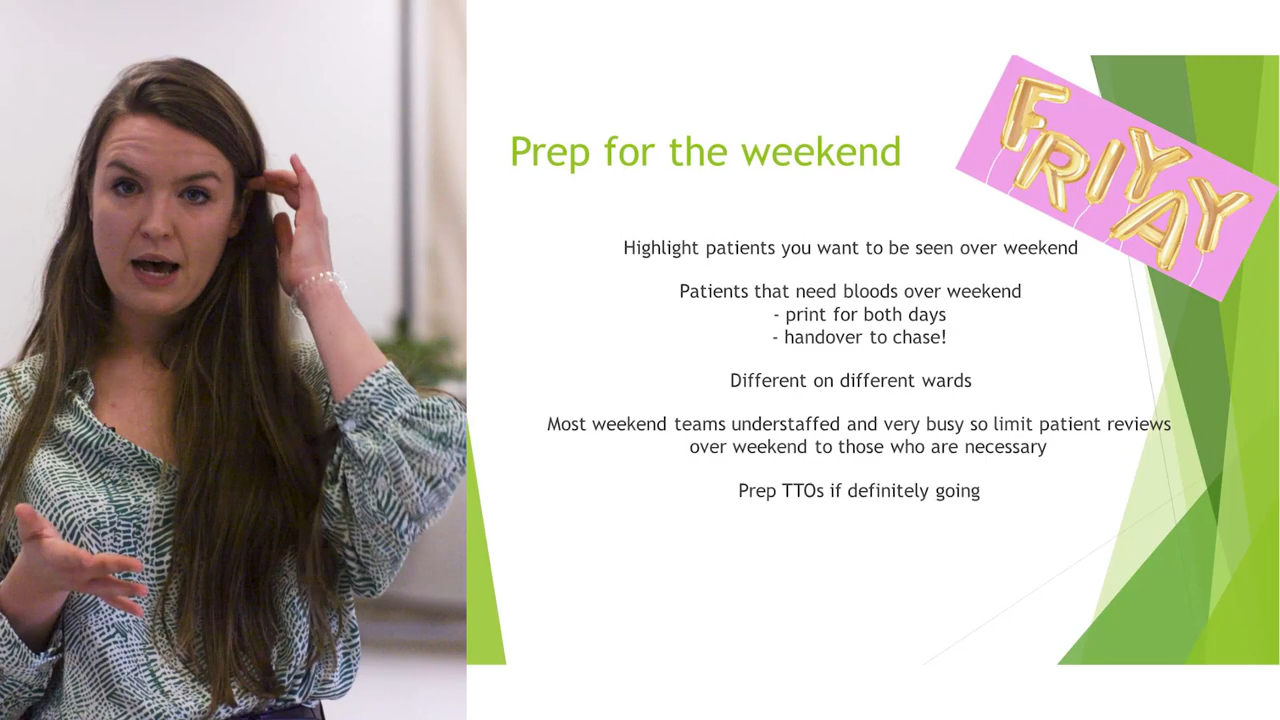 Prep for the weekend
FRIYAY
Highlight patients you want to be seen over weekend
Patients that need bloods over weekend
- print for both days
- handover to chase!
Different on different wards
Most weekend teams understaffed and very busy so limit patient reviews
over weekend to those who are necessary
Prep TTOs if definitely going